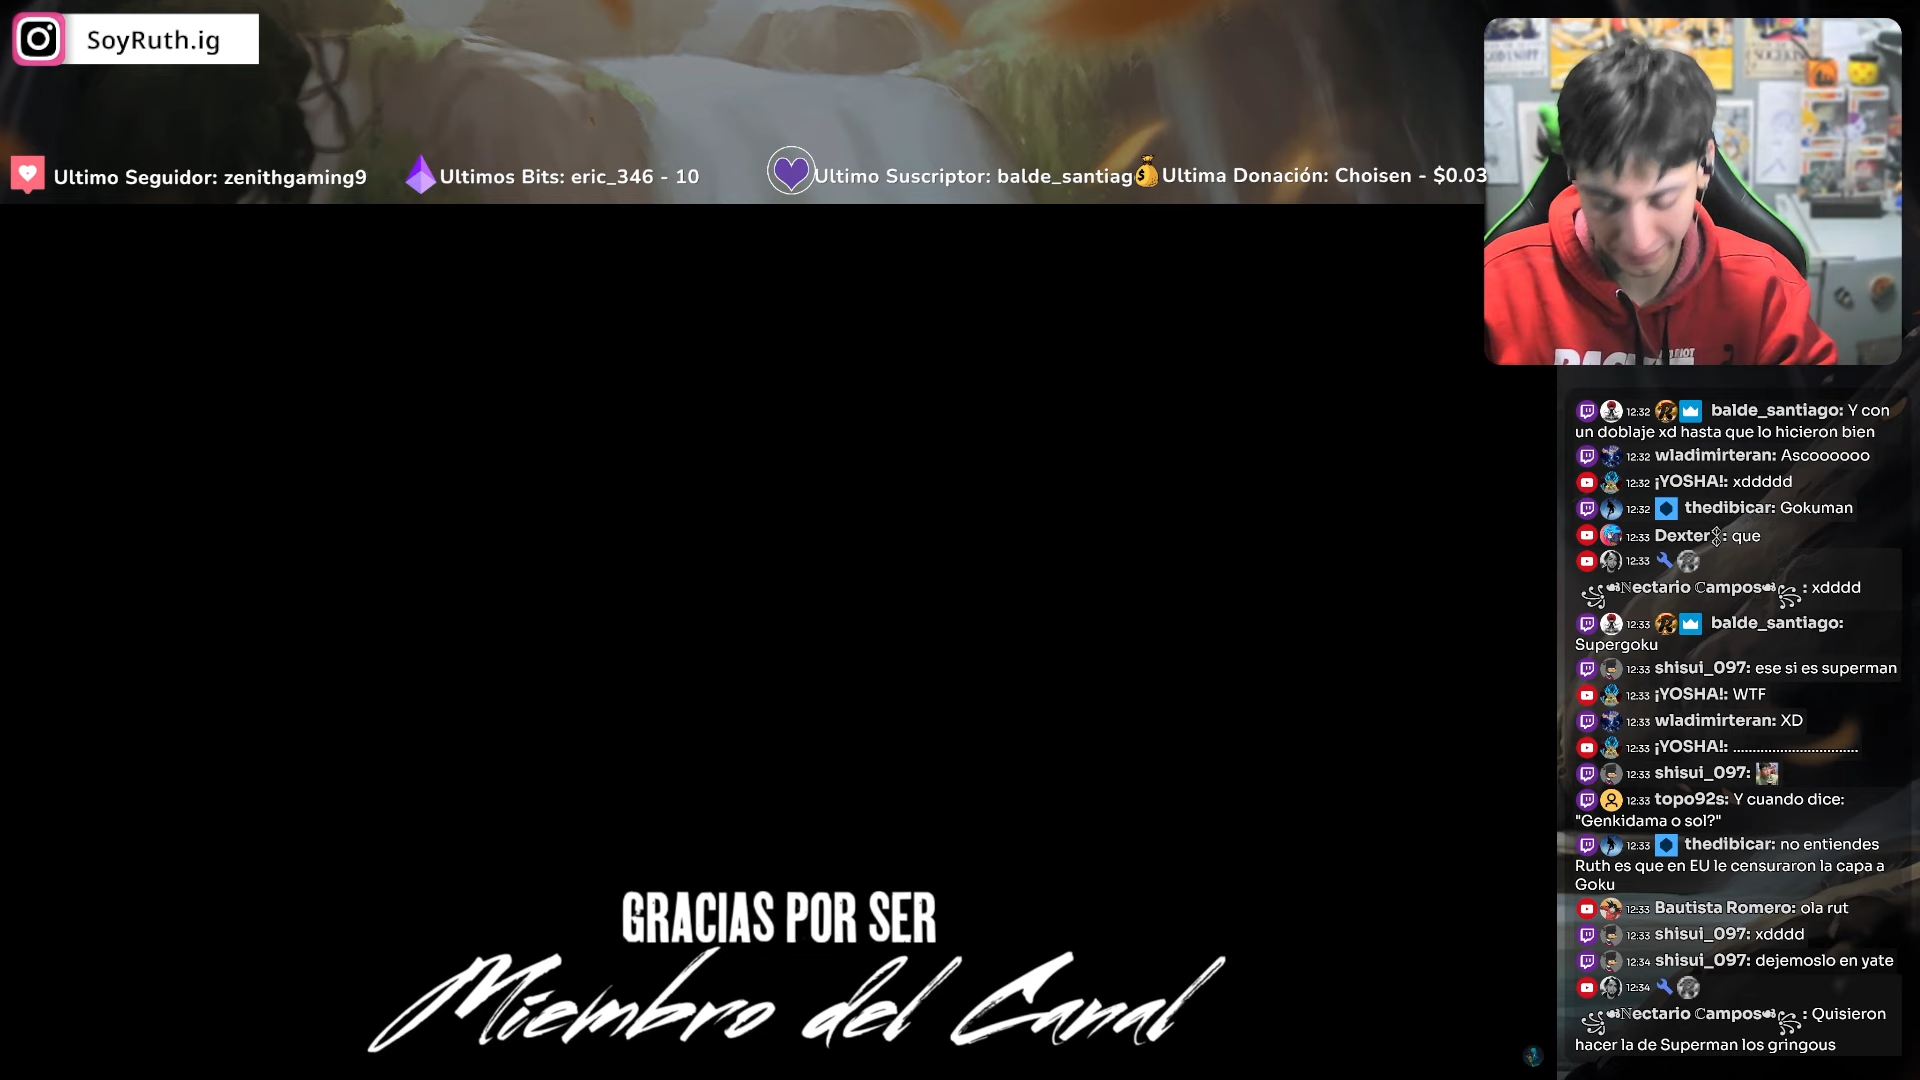 SoyRuth.ig
Ultimo Seguidor: zenithgaming9
Ultimos Bits: eric_346 - 10
Ultimo Suscriptor: balde_santiag
Ultima Donación: Choisen - $0.03
12:32 balde_santiago: Y con
un doblaje xd hasta que lo hicieron bien
12:32 wladimirteran: Ascoooooo
12:32 ¡YOSHA!: xddddd
12:32 thedibicar: Gokuman
12:33 Dexter: que
12:33
ℕectario ℂampos: xdddd
12:33 balde_santiago:
Supergoku
12:33 shisui_097: ese si es superman
12:33 ¡YOSHA!: WTF
12:33 wladimirteran: XD
12:33 ¡YOSHA!: ................................
12:33 shisui_097:
12:33 topo92s: Y cuando dice:
"Genkidama o sol?"
12:33 thedibicar: no entiendes
Ruth es que en EU le censuraron la capa a
Goku
12:33 Bautista Romero: ola rut
12:33 shisui_097: xdddd
12:34 shisui_097: dejemoslo en yate
12:34
ℕectario ℂampos: Quisieron
hacer la de Superman los gringous
GRACIAS POR SER
Miembro del Canal